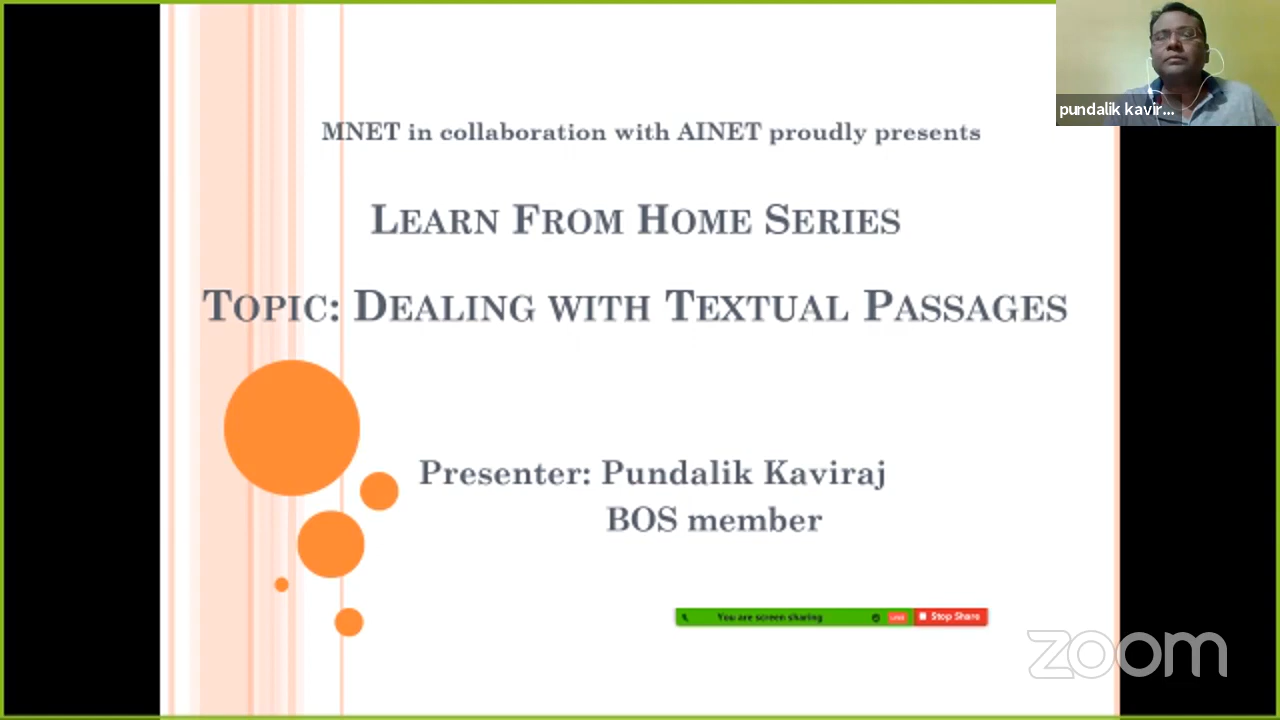 pundalik kavir...
MNET in collaboration with AINET proudly presents
LEARN FROM HOME SERIES
TOPIC: DEALING WITH TEXTUAL PASSAGES
Presenter: Pundalik Kaviraj
BOS member
You are screen sharing
LIVE
Stop Share
zoom